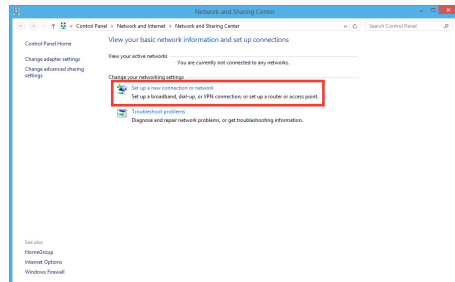 Network and Sharing Center
Control Panel ▸ Network and Internet ▸ Network and Sharing Center
Search Control Panel
Control Panel Home
Change adapter settings
Change advanced sharing
settings
View your basic network information and set up connections
View your active networks
You are currently not connected to any networks.
Change your networking settings
Set up a new connection or network
Set up a broadband, dial-up, or VPN connection; or set up a router or access point.
Troubleshoot problems
Diagnose and repair network problems, or get troubleshooting information.
See also
HomeGroup
Internet Options
Windows Firewall